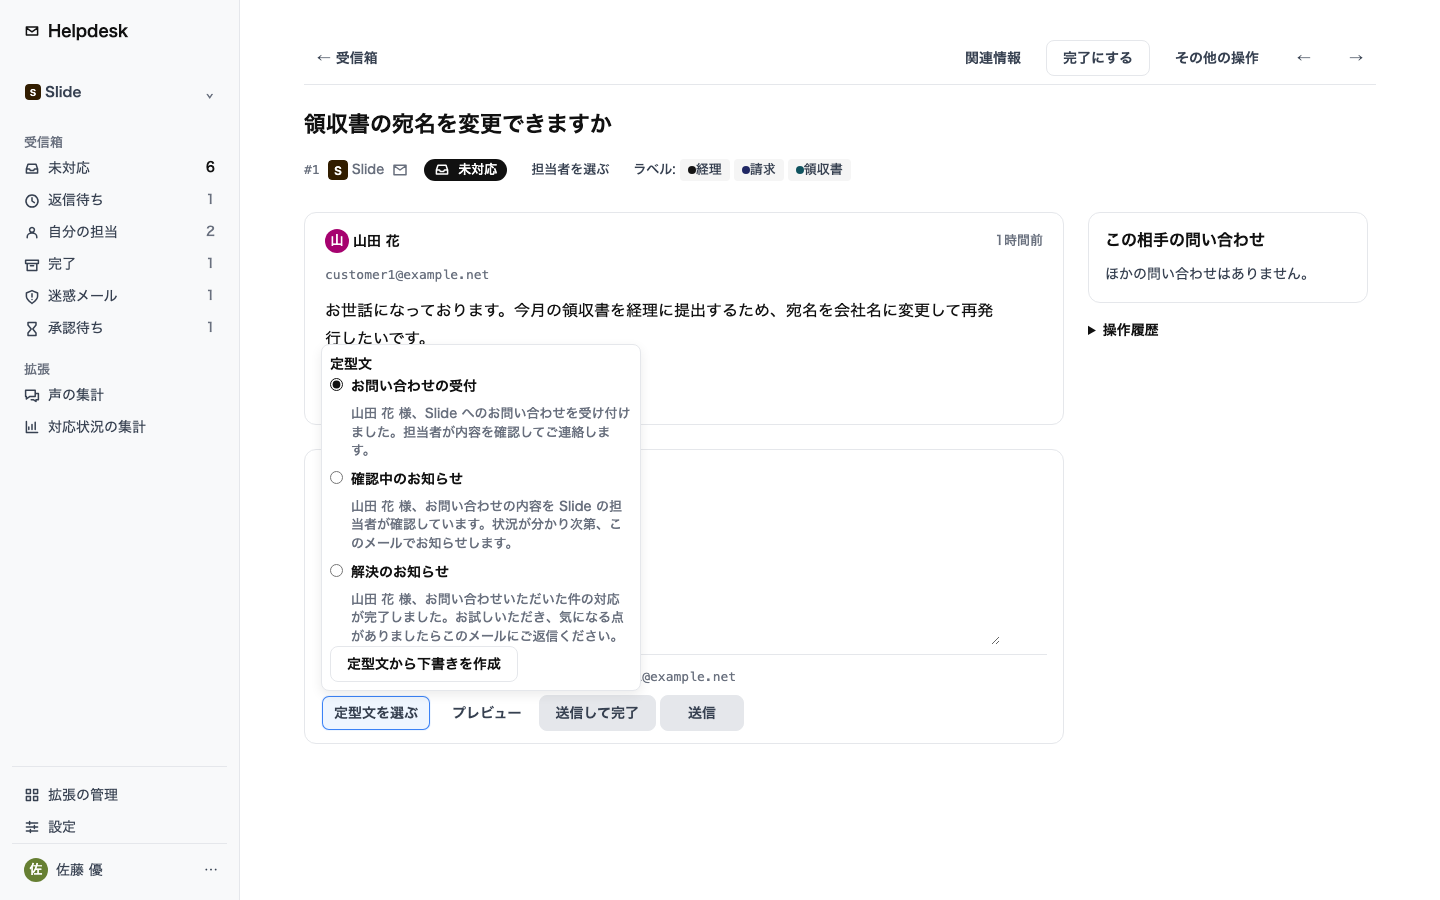 Helpdesk
S Slide
受信箱
未対応 6
返信待ち 1
自分の担当 2
完了 1
迷惑メール 1
承認待ち 1
拡張
声の集計
対応状況の集計
拡張の管理
設定
佐 佐藤 優 …
← 受信箱 関連情報 完了にする その他の操作 ← →
領収書の宛名を変更できますか
#1 S Slide 未対応 担当者を選ぶ ラベル: 経理 請求 領収書
山 山田 花 1時間前
customer1@example.net
お世話になっております。今月の領収書を経理に提出するため、宛名を会社名に変更して再発
行したいです。
定型文
お問い合わせの受付
山田 花 様、Slide へのお問い合わせを受け付け
ました。担当者が内容を確認してご連絡しま
す。
確認中のお知らせ
山田 花 様、お問い合わせの内容を Slide の担
当者が確認しています。状況が分かり次第、こ
のメールでお知らせします。
解決のお知らせ
山田 花 様、お問い合わせいただいた件の対応
が完了しました。お試しいただき、気になる点
がありましたらこのメールにご返信ください。
定型文から下書きを作成
@example.net
定型文を選ぶ プレビュー 送信して完了 送信
この相手の問い合わせ
ほかの問い合わせはありません。
▶ 操作履歴